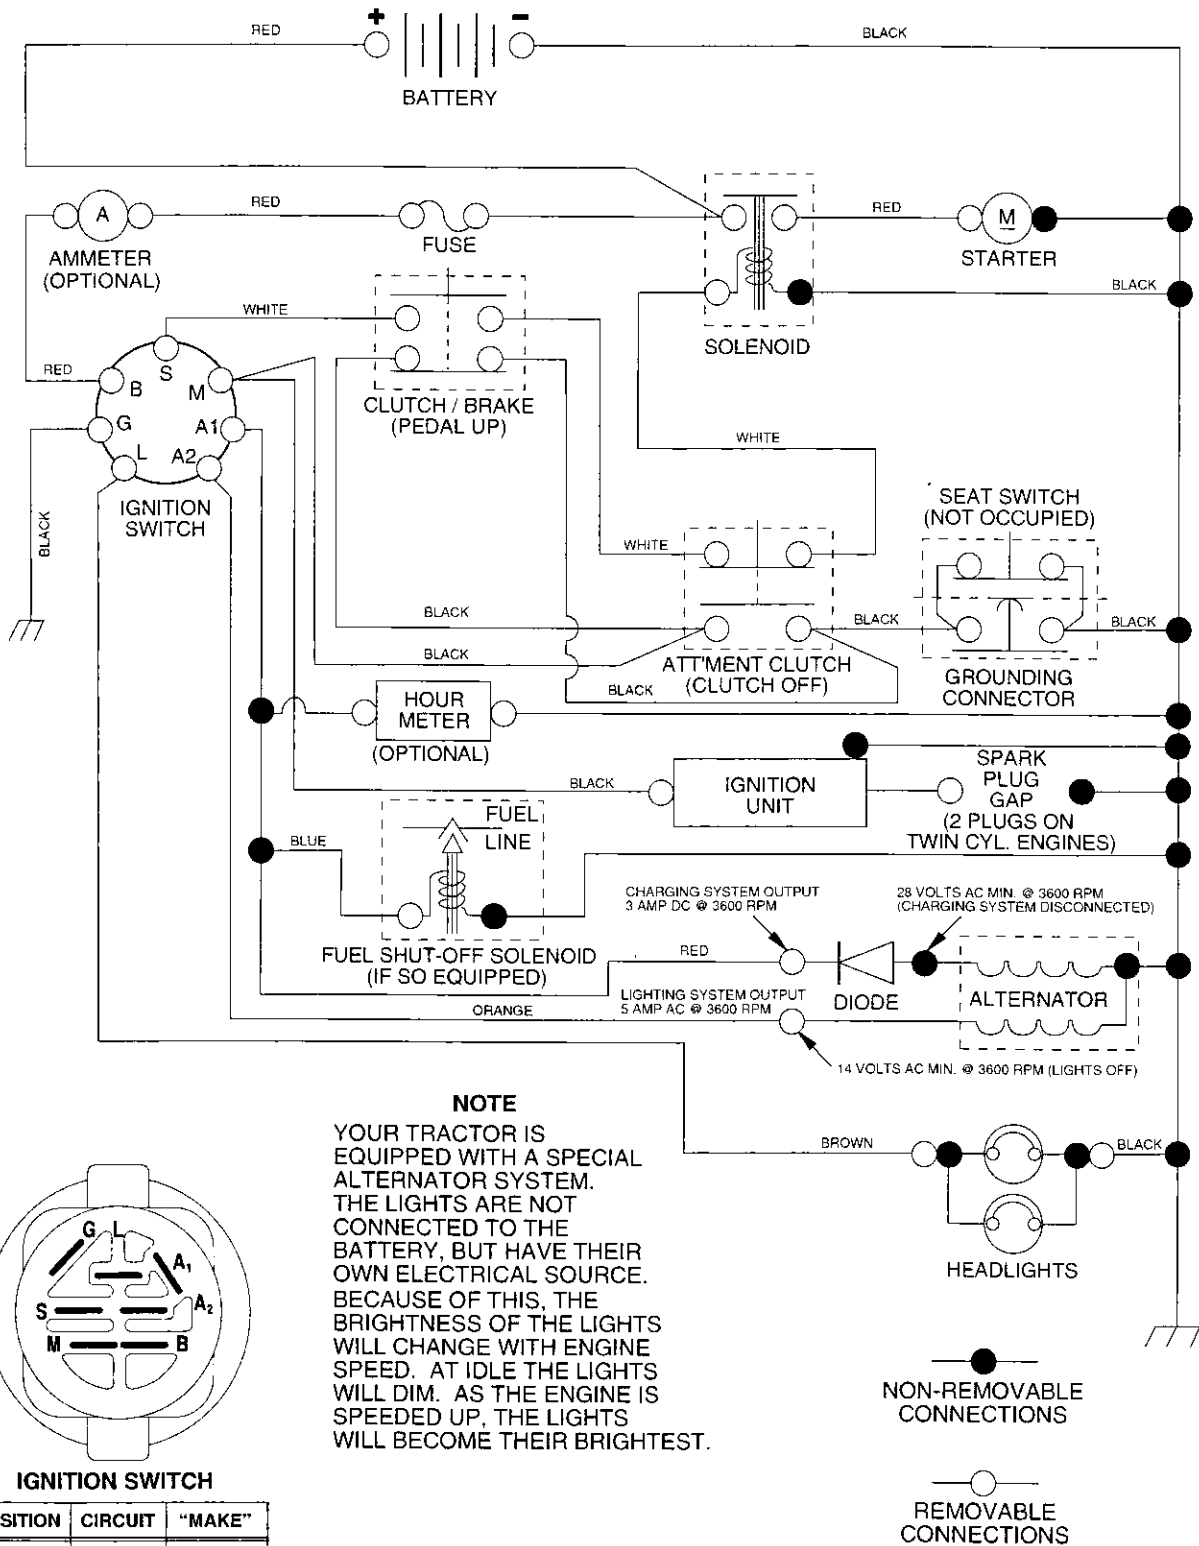 + -
RED
BLACK
BATTERY
A
RED
RED
M
AMMETER
(OPTIONAL)
FUSE
STARTER
BLACK
WHITE
SOLENOID
RED
S
B
M
G
A1
L
A2
CLUTCH / BRAKE
(PEDAL UP)
WHITE
IGNITION
SWITCH
BLACK
SEAT SWITCH
(NOT OCCUPIED)
WHITE
BLACK
BLACK
BLACK
BLACK
ATT'MENT CLUTCH
(CLUTCH OFF)
BLACK
GROUNDING
CONNECTOR
HOUR
METER
(OPTIONAL)
BLACK
IGNITION
UNIT
SPARK
PLUG
GAP
(2 PLUGS ON
TWIN CYL. ENGINES)
FUEL
LINE
BLUE
CHARGING SYSTEM OUTPUT
3 AMP DC @ 3600 RPM
28 VOLTS AC MIN. @ 3600 RPM
(CHARGING SYSTEM DISCONNECTED)
FUEL SHUT-OFF SOLENOID
(IF SO EQUIPPED)
RED
DIODE
ALTERNATOR
LIGHTING SYSTEM OUTPUT
5 AMP AC @ 3600 RPM
ORANGE
14 VOLTS AC MIN. @ 3600 RPM (LIGHTS OFF)
NOTE
YOUR TRACTOR IS
EQUIPPED WITH A SPECIAL
ALTERNATOR SYSTEM.
THE LIGHTS ARE NOT
CONNECTED TO THE
BATTERY, BUT HAVE THEIR
OWN ELECTRICAL SOURCE.
BECAUSE OF THIS, THE
BRIGHTNESS OF THE LIGHTS
WILL CHANGE WITH ENGINE
SPEED. AT IDLE THE LIGHTS
WILL DIM. AS THE ENGINE IS
SPEEDED UP, THE LIGHTS
WILL BECOME THEIR BRIGHTEST.
BROWN
BLACK
HEADLIGHTS
G L
A1
S
A2
M
B
IGNITION SWITCH
SITION CIRCUIT "MAKE"
NON-REMOVABLE
CONNECTIONS
REMOVABLE
CONNECTIONS